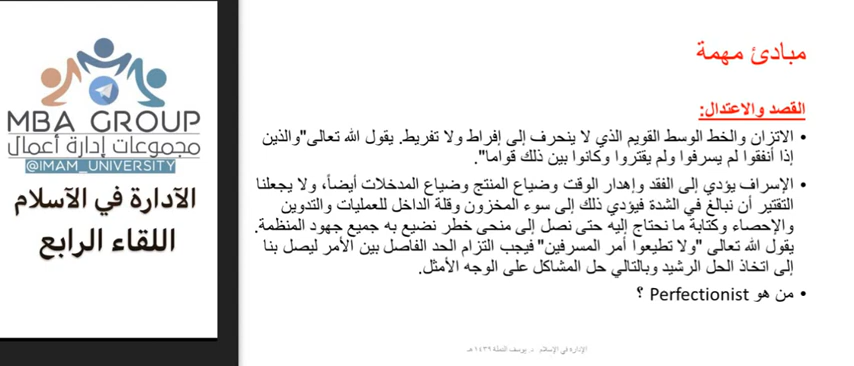 MBA GROUP
مجموعات إدارة أعمال
@IMAM_UNIVERSITY
الآدارة في الآسلام
اللقاء الرابع
مبادئ مهمة
القصد والاعتدال:
• الاتزان والخط الوسط القويم الذي لا ينحرف إلى إفراط ولا تفريط. يقول الله تعالى"والذين
إذا أنفقوا لم يسرفوا ولم يقتروا وكانوا بين ذلك قواما".
• الإسراف يؤدي إلى الفقد وإهدار الوقت وضياع المنتج وضياع المدخلات أيضاً، ولا يجعلنا
التقتير أن نبالغ في الشدة فيؤدي ذلك إلى سوء المخزون وقلة الداخل للعمليات والتدوين
والإحصاء وكتابة ما نحتاج إليه حتى نصل إلى منحى خطر نضيع به جميع جهود المنظمة.
يقول الله تعالى "ولا تطيعوا أمر المسرفين" فيجب التزام الحد الفاصل بين الأمر ليصل بنا
إلى اتخاذ الحل الرشيد وبالتالي حل المشاكل على الوجه الأمثل.
• من هو Perfectionist ؟
الإدارة في الإسلام د. يوسف ١٤٣٩هـ